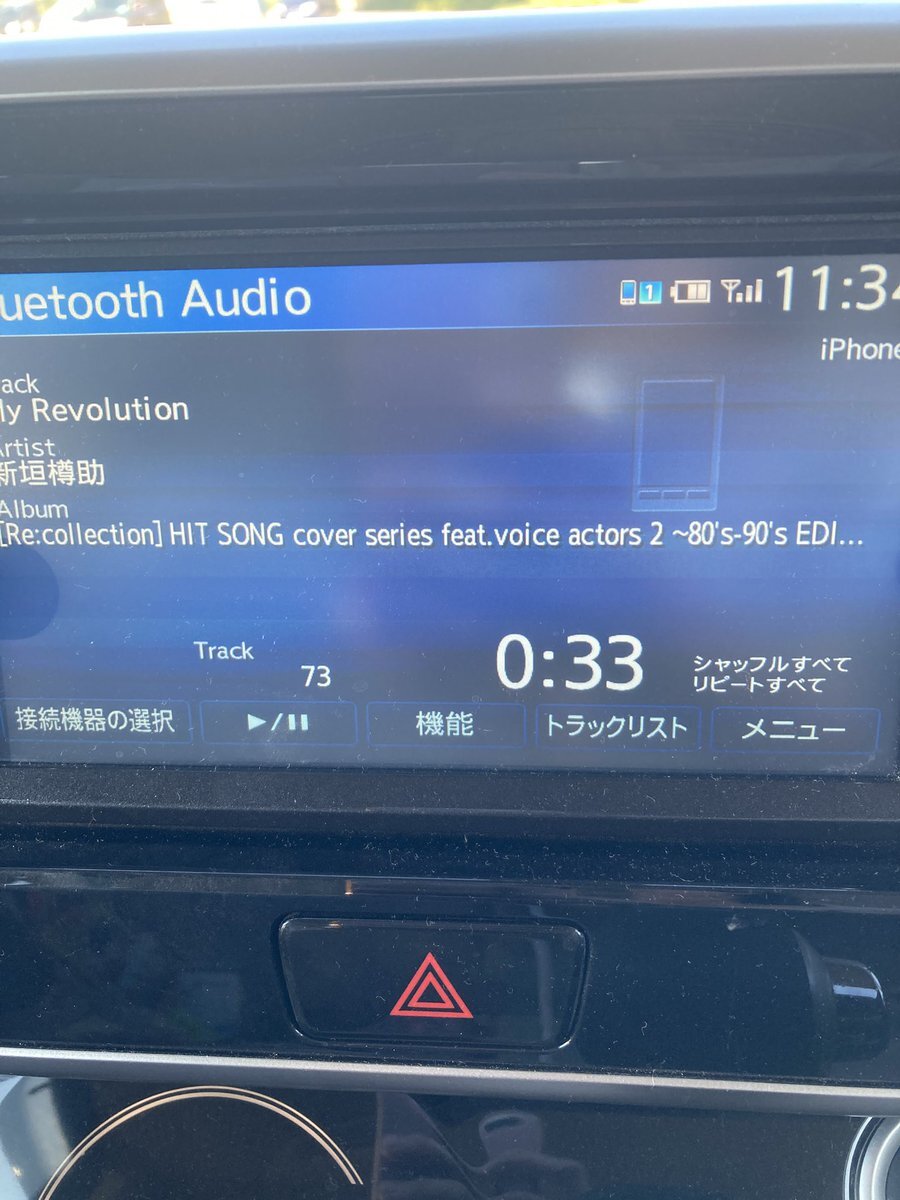 uetooth Audio
1
11:34
iPhone
ack
ly Revolution
rtist
新垣樽助
Album
[Re:collection] HIT SONG cover series feat.voice actors 2 ~80's-90's EDI...
Track
73
0:33
シャッフルすべて
リピートすべて
接続機器の選択
►/II
機能
トラックリスト
メニュー